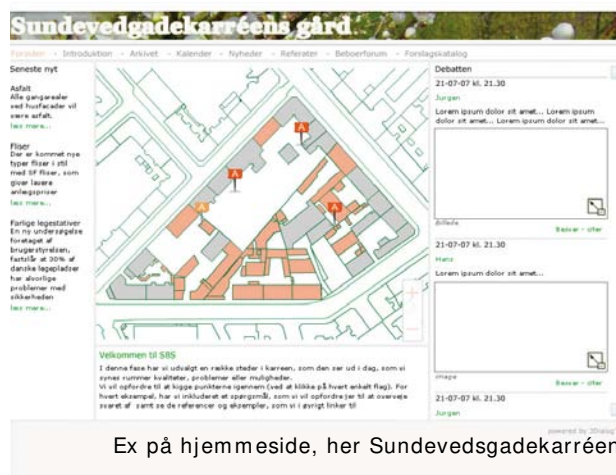 Sundevedgadekarréens gård
Forsiden - Introduktion - Arkivet - Kalender - Nyheder - Referater - Beboerforum - Forslagskatalog
Seneste nyt
Asfalt
Alle gangarealer
ved husfacader vil
være asfalt.
læs mere...
Fliser
Der er kommet nye
typer fliser i stil
med SF fliser, som
giver lavere
anlægspriser
læs mere...
Farlige legestativer
En ny undersøgelse
foretaget af
brugerstyrelsen,
fastslår at 30% af
danske legepladser
har alvorlige
problemer med
sikkerheden
læs mere...
A
A
A
A
Velkommen til SBS
I denne fase har vi udvalgt en række steder i karreen, som den ser ud i dag, som vi
synes rummer kvaliteter, problemer eller muligheder.
Vi vil opfordre til at kigge punkterne igennem (ved at klikke på hvert enkelt flag). For
hvert eksempel, har vi inkluderet et spørgsmål, som vi vil opfordre jer til at overveje
svaret af samt se de referencer og eksempler, som vi i øvrigt linker til
Debatten
21-07-07 kl. 21.30
Jurgen
Lorem ipsum dolor sit amet... Lorem ipsum
dolor sit amet... Lorem ipsum dolor sit amet...
Billede
Besvar - citer
21-07-07 kl. 21.30
Hans
Lorem ipsum dolor sit amet...
image
Besvar - citer
21-07-07 kl. 21.30
Jurgen
powered by 3Dialog
Ex på hjemmeside, her Sundevedsgadekarréen